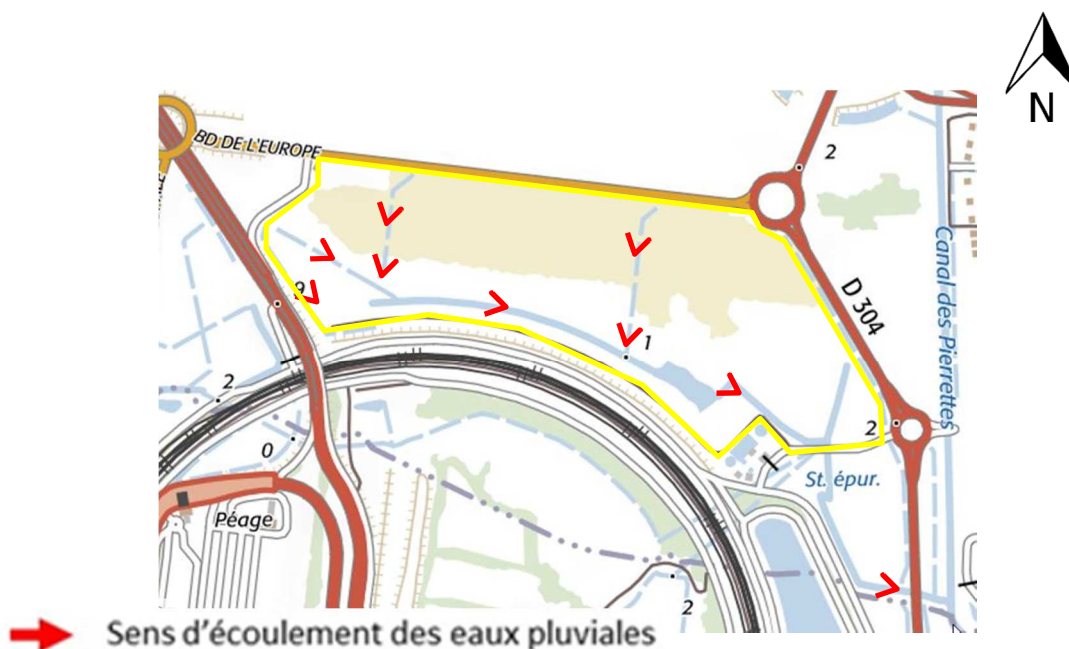 N
BD DE L'EUROPE
2
Canal des Pierrettes
9
D 304
1
2
2
0
St. épur.
Péage
2
Sens d'écoulement des eaux pluviales